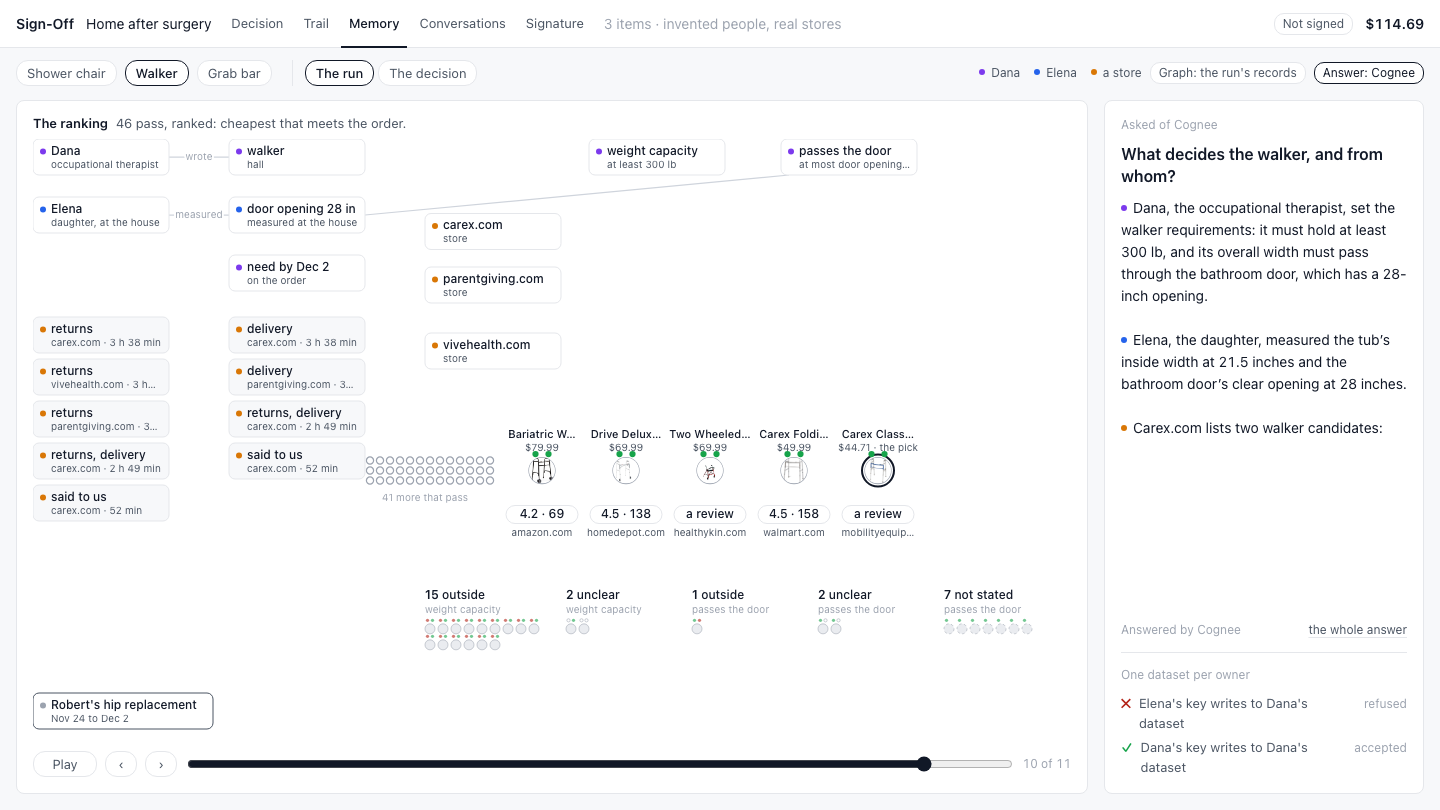 Sign-Off Home after surgery Decision Trail Memory Conversations Signature 3 items · invented people, real stores Not signed $114.69
Shower chair Walker Grab bar The run The decision Dana Elena a store Graph: the run's records Answer: Cognee
The ranking 46 pass, ranked: cheapest that meets the order.
Dana
occupational therapist
wrote
walker
hall
weight capacity
at least 300 lb
passes the door
at most door opening...
Elena
daughter, at the house
measured
door opening 28 in
measured at the house
carex.com
store
need by Dec 2
on the order
parentgiving.com
store
vivehealth.com
store
returns
carex.com · 3 h 38 min
delivery
carex.com · 3 h 38 min
returns
vivehealth.com · 3 h...
delivery
parentgiving.com · 3...
returns
parentgiving.com · 3...
returns, delivery
carex.com · 2 h 49 min
returns, delivery
carex.com · 2 h 49 min
said to us
carex.com · 52 min
said to us
carex.com · 52 min
41 more that pass
Bariatric W... Drive Delux... Two Wheeled... Carex Foldi... Carex Class...
$79.99 $69.99 $69.99 $49.99 $44.71 · the pick
4.2 · 69 4.5 · 138 a review 4.5 · 158 a review
amazon.com homedepot.com healthykin.com walmart.com mobilityequip...
15 outside 2 unclear 1 outside 2 unclear 7 not stated
weight capacity weight capacity passes the door passes the door passes the door
Robert's hip replacement
Nov 24 to Dec 2
Play ‹ › 10 of 11
Asked of Cognee
What decides the walker, and from
whom?
Dana, the occupational therapist, set the
walker requirements: it must hold at least
300 lb, and its overall width must pass
through the bathroom door, which has a 28-
inch opening.
Elena, the daughter, measured the tub’s
inside width at 21.5 inches and the
bathroom door’s clear opening at 28 inches.
Carex.com lists two walker candidates:
Answered by Cognee the whole answer
One dataset per owner
Elena's key writes to Dana's refused
dataset
Dana's key writes to Dana's accepted
dataset